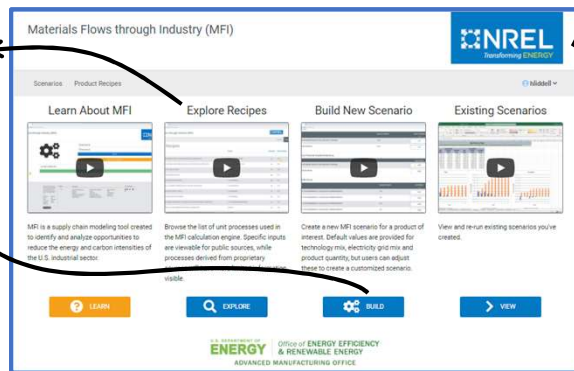 Materials Flows through Industry (MFI)
NREL
Transforming ENERGY
Scenarios Product Recipes
hliddell
Learn About MFI
Explore Recipes
Build New Scenario
Existing Scenarios
MFI is a supply chain modeling tool created
to identify and analyze opportunities to
reduce the energy and carbon intensities of
the U.S. industrial sector.
Browse the list of unit processes used in
the MFI calculation engine. Specific inputs
are viewable for public sources, while
processes derived from proprietary
visible.
Create a new MFI scenario for a product of
interest. Default values are provided for
technology mix, electricity grid mix and
product quantity, but users can adjust
these to create a customized scenario.
View and re-run existing scenarios you've
created.
LEARN
EXPLORE
BUILD
VIEW
U.S. DEPARTMENT OF
ENERGY
Office of ENERGY EFFICIENCY
& RENEWABLE ENERGY
ADVANCED MANUFACTURING OFFICE